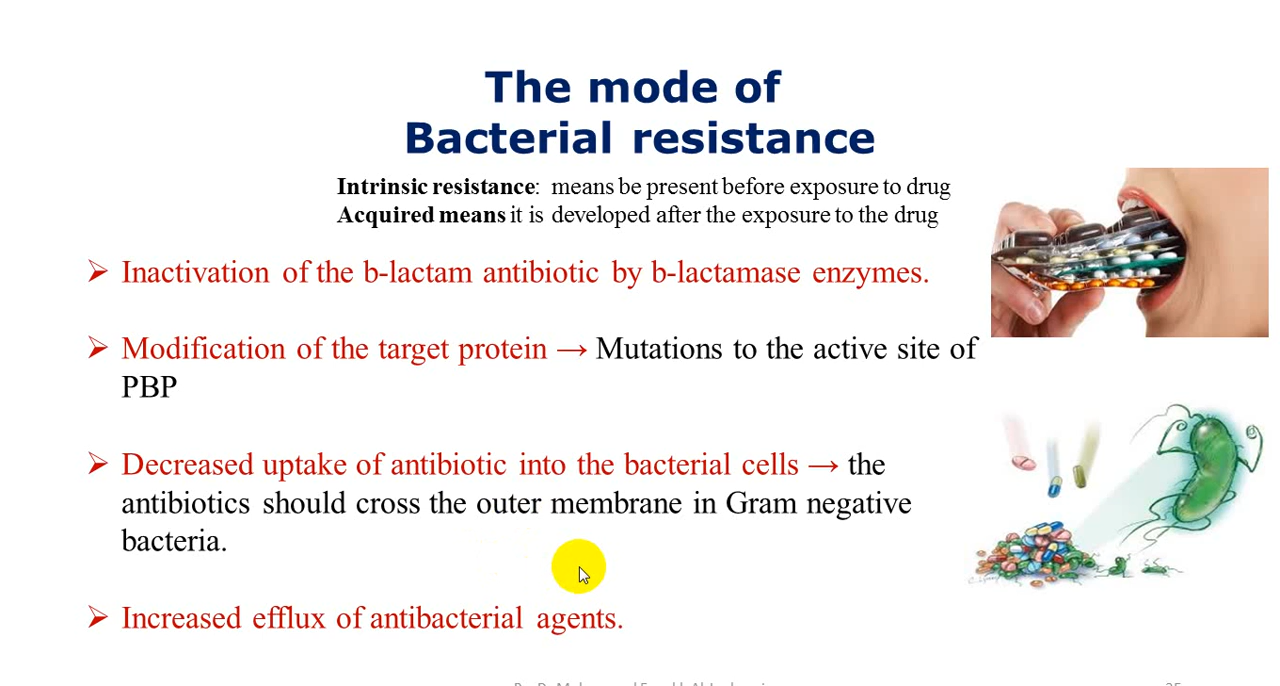 The mode of
Bacterial resistance
Intrinsic resistance: means be present before exposure to drug
Acquired means it is developed after the exposure to the drug
➢ Inactivation of the b-lactam antibiotic by b-lactamase enzymes.
➢ Modification of the target protein → Mutations to the active site of
PBP
➢ Decreased uptake of antibiotic into the bacterial cells → the
antibiotics should cross the outer membrane in Gram negative
bacteria.
➢ Increased efflux of antibacterial agents.